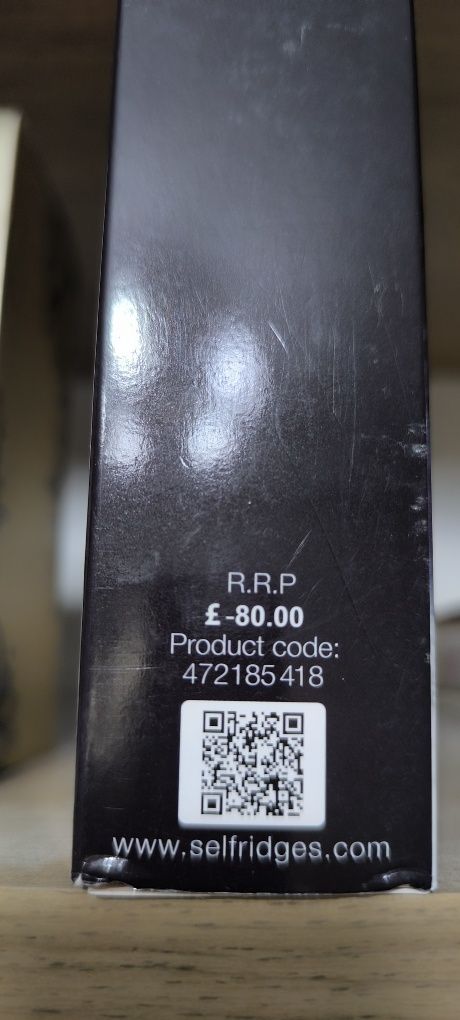 R.R.P
£-80.00
Product code:
472185418
www.selfridges.com